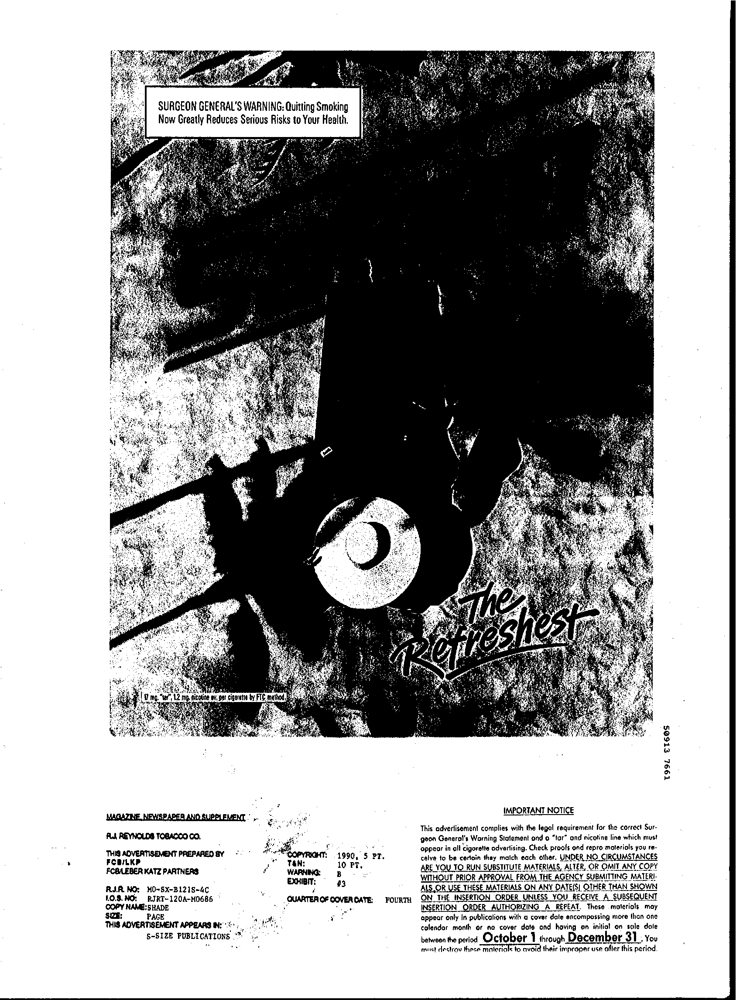 SURGEON GENERAL'S WARNING: Quitting Smoking
Now Greatly Reduces Serious Risks to Your Health.
The
Refreshest
17 mg. "tar", 1.2 mg. nicotine av. per cigarette by FTC method.
50913 7661
MAGAZINE, NEWSPAPER AND SUPPLEMENT
R.J. REYNOLDS TOBACCO CO.
THIS ADVERTISEMENT PREPARED BY
FCB/LKP
FCB/LEBER KATZ PARTNERS
R.J.R. NO: MO-SX-B121S-4C
I.O.S. NO: RJRT-120A-M0686
COPY NAME: SHADE
SIZE: PAGE
THIS ADVERTISEMENT APPEARS IN:
S-SIZE PUBLICATIONS
COPYRIGHT: 1990, 5 PT.
T&N: 10 PT.
WARNING: B
EXHIBIT: #3
QUARTER OF COVER DATE: FOURTH
IMPORTANT NOTICE
This advertisement complies with the legal requirement for the correct Sur-
geon General's Warning Statement and a "tar" and nicotine line which must
appear in all cigarette advertising. Check proofs and repro materials you re-
ceive to be certain they match each other. UNDER NO CIRCUMSTANCES
ARE YOU TO RUN SUBSTITUTE MATERIALS, ALTER, OR OMIT ANY COPY
WITHOUT PRIOR APPROVAL FROM THE AGENCY SUBMITTING MATERI-
ALS, OR USE THESE MATERIALS ON ANY DATE(S) OTHER THAN SHOWN
ON THE INSERTION ORDER UNLESS YOU RECEIVE A SUBSEQUENT
INSERTION ORDER AUTHORIZING A REPEAT. These materials may
appear only in publications with a cover date encompassing more than one
calendar month or no cover date and having an initial on sale date
between the period October 1 through December 31. You
must destroy these materials to avoid their improper use after this period.